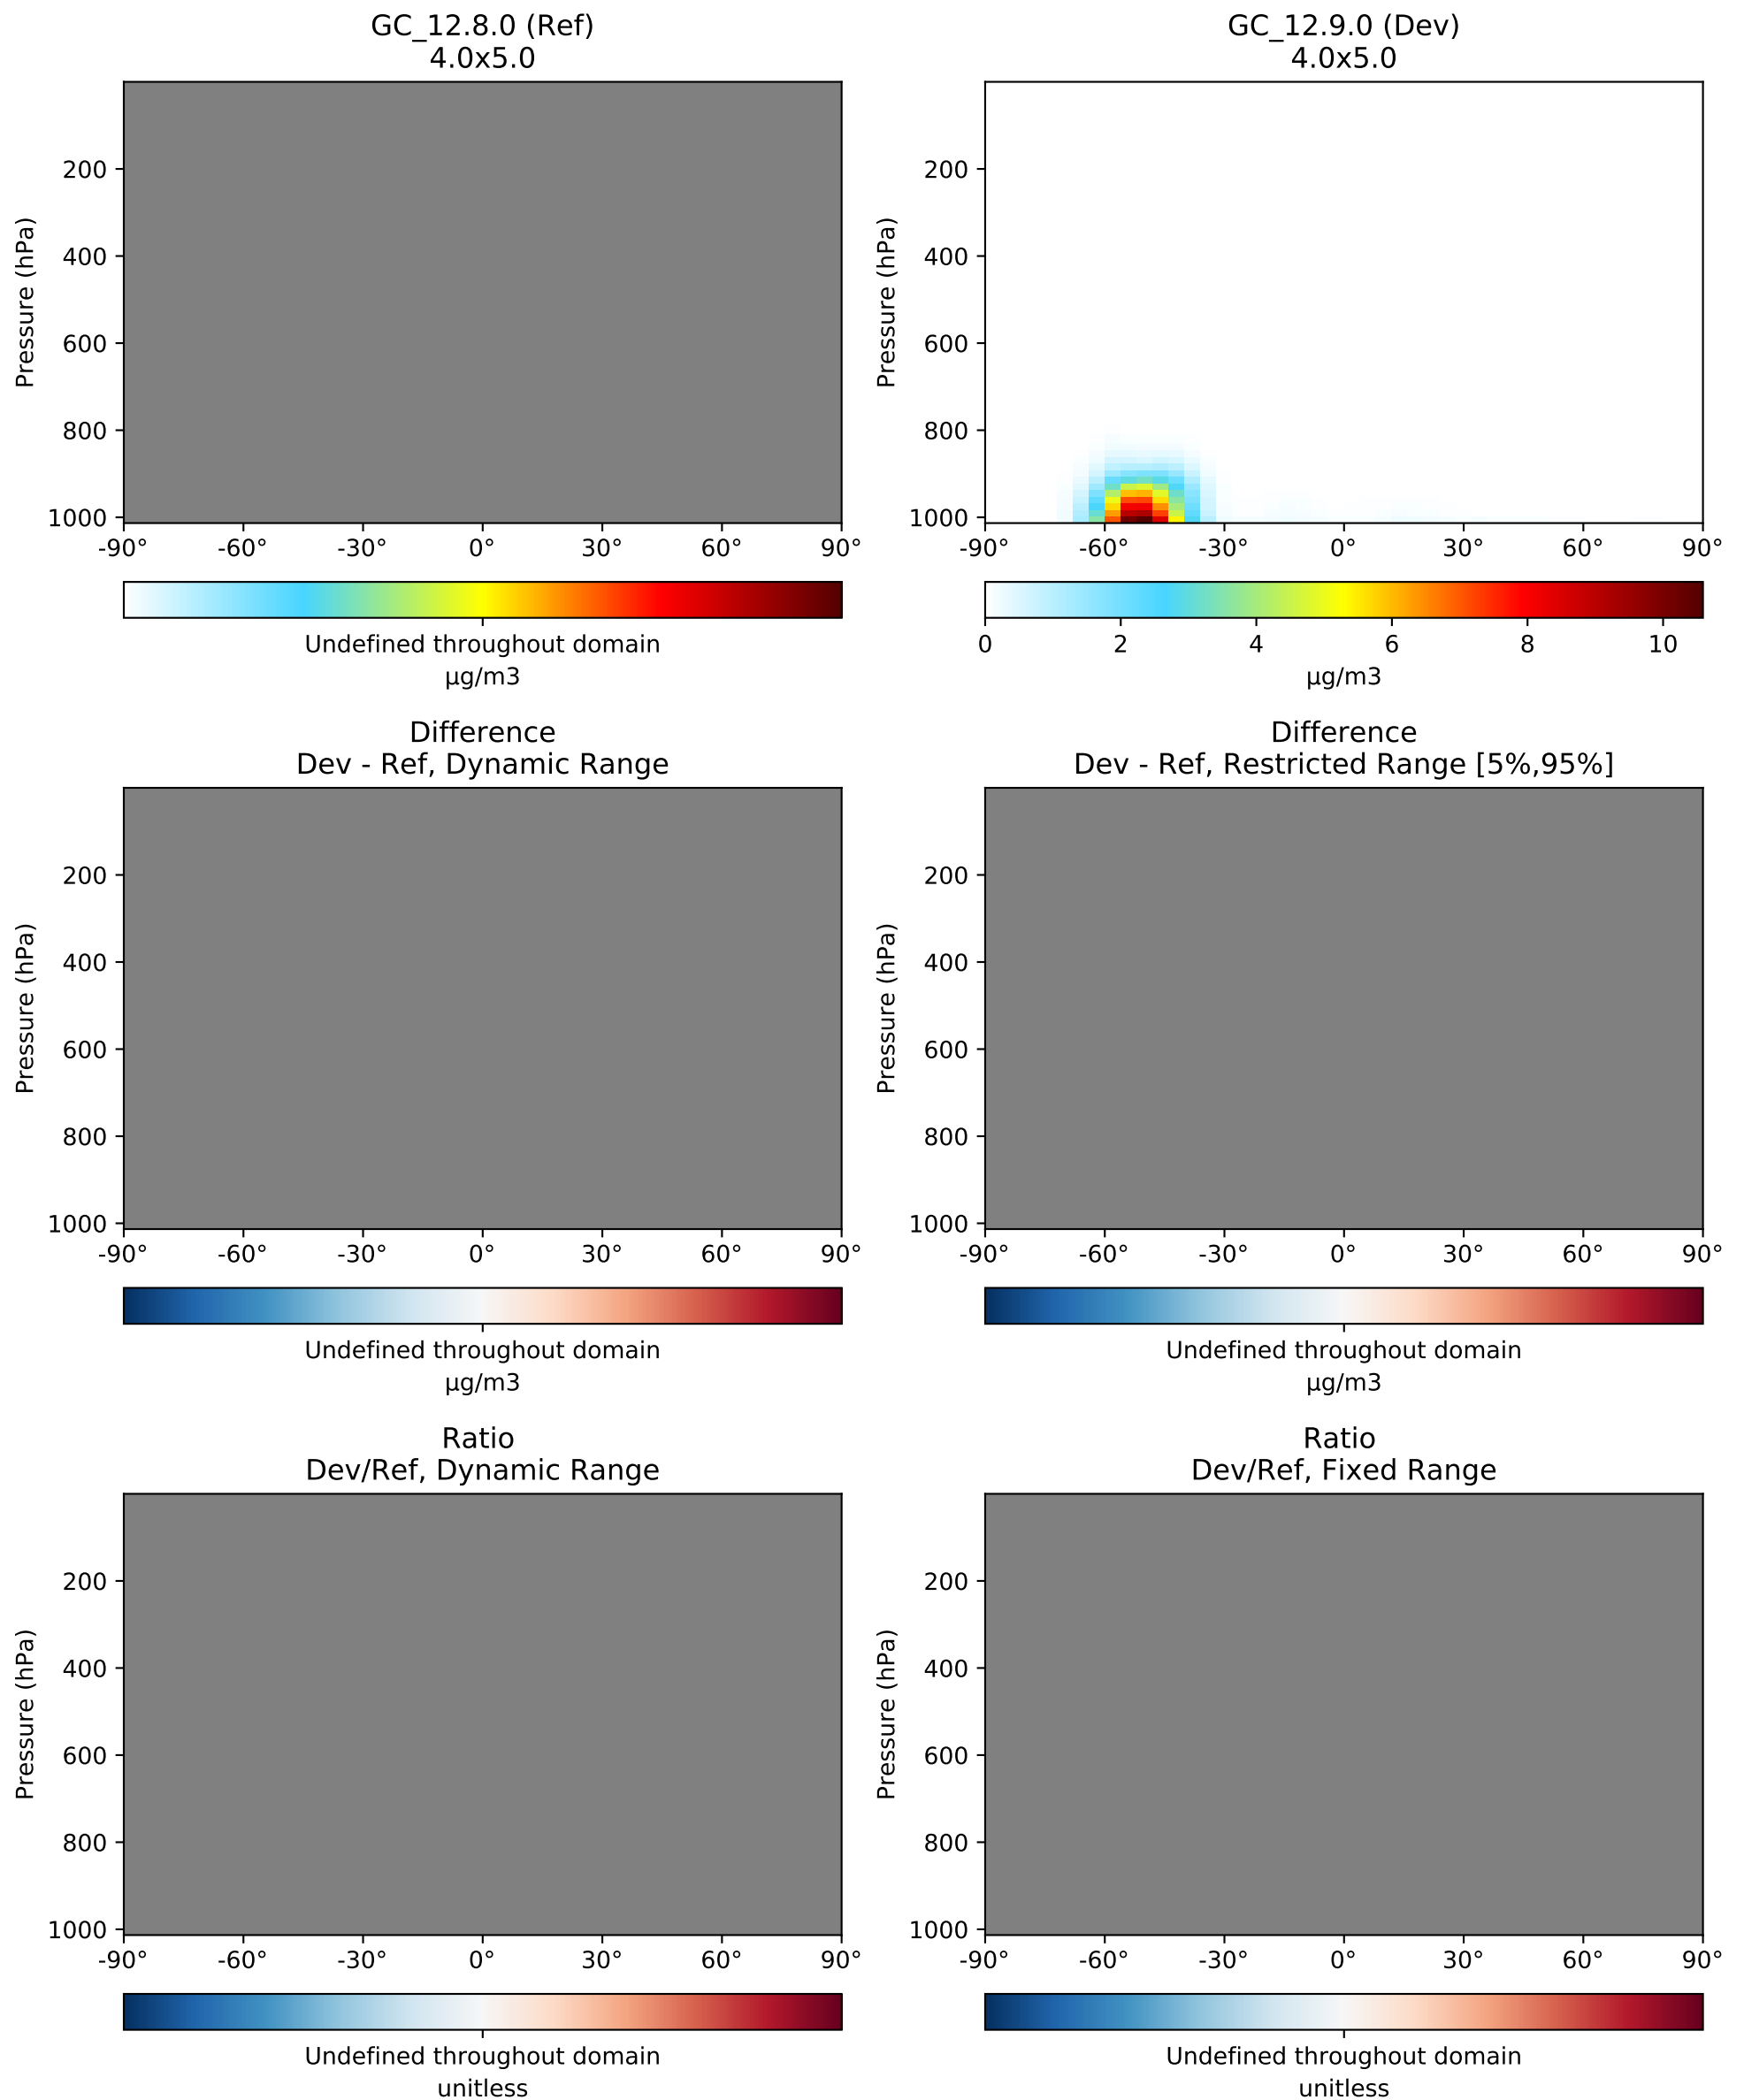 GC_12.8.0 (Ref)
4.0x5.0
Pressure (hPa)
200
400
600
800
1000
-90° -60° -30° 0° 30° 60° 90°
Undefined throughout domain
μg/m3
GC_12.9.0 (Dev)
4.0x5.0
Pressure (hPa)
200
400
600
800
1000
-90° -60° -30° 0° 30° 60° 90°
0 2 4 6 8 10
μg/m3
Difference
Dev - Ref, Dynamic Range
Pressure (hPa)
200
400
600
800
1000
-90° -60° -30° 0° 30° 60° 90°
Undefined throughout domain
μg/m3
Difference
Dev - Ref, Restricted Range [5%,95%]
Pressure (hPa)
200
400
600
800
1000
-90° -60° -30° 0° 30° 60° 90°
Undefined throughout domain
μg/m3
Ratio
Dev/Ref, Dynamic Range
Pressure (hPa)
200
400
600
800
1000
-90° -60° -30° 0° 30° 60° 90°
Undefined throughout domain
unitless
Ratio
Dev/Ref, Fixed Range
Pressure (hPa)
200
400
600
800
1000
-90° -60° -30° 0° 30° 60° 90°
Undefined throughout domain
unitless